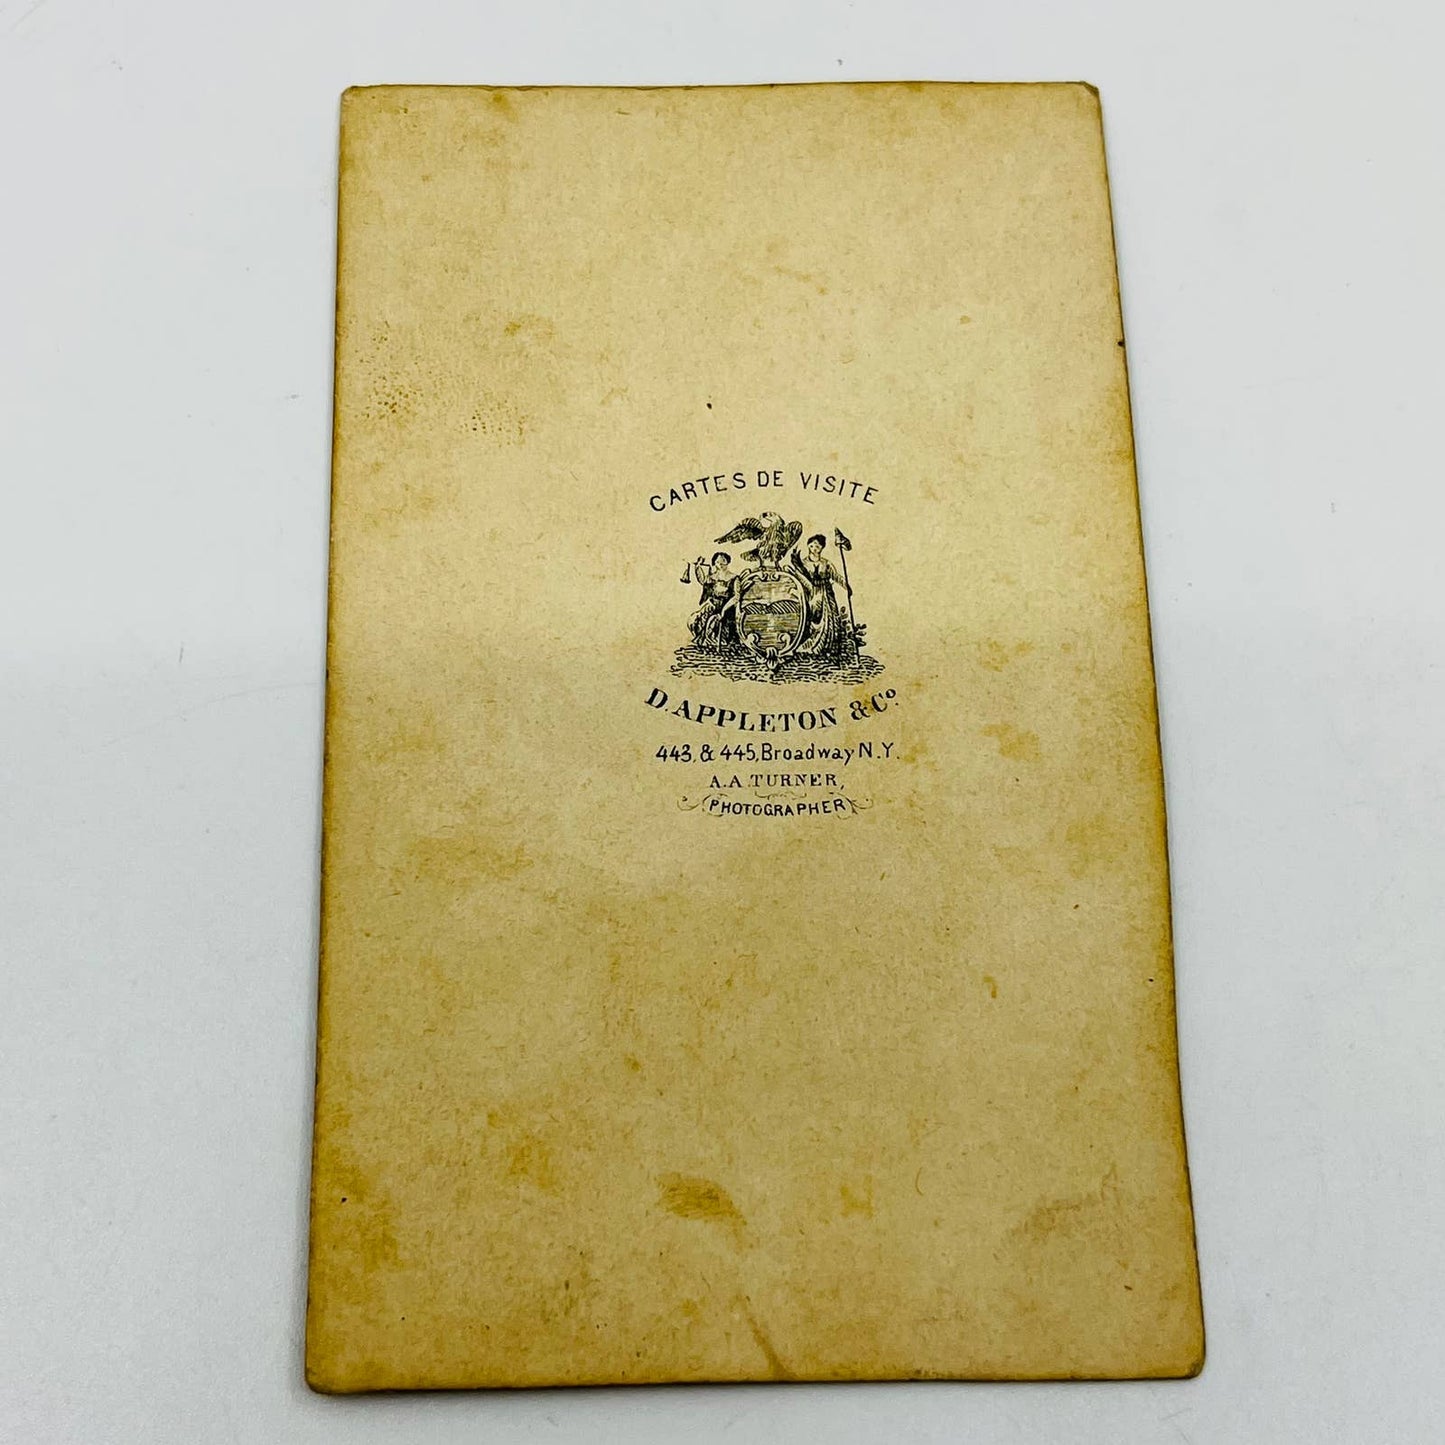 CARTES DE VISITE
D. APPLETON & Cº
443, & 445, Broadway N.Y.
A.A. TURNER,
PHOTOGRAPHER